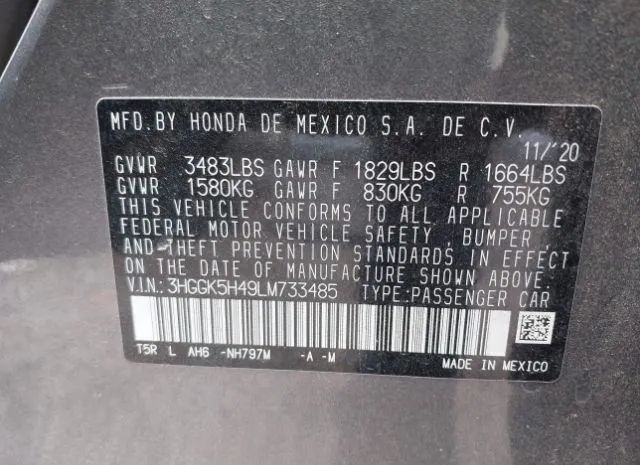 MFD.BY HONDA DE MEXICO S.A. DE C.V.
11/'20
GVWR 3483LBS GAWR F 1829LBS R 1664LBS
GVWR 1580KG GAWR F 830KG R 755KG
THIS VEHICLE CONFORMS TO ALL APPLICABLE
FEDERAL MOTOR VEHICLE SAFETY, BUMPER,
AND THEFT PREVENTION STANDARDS IN EFFECT
ON THE DATE OF MANUFACTURE SHOWN ABOVE.
V.I.N.: 3HGGK5H49LM733485 TYPE:PASSENGER CAR
T5R L AH6 -NH797M -A -M
MADE IN MEXICO